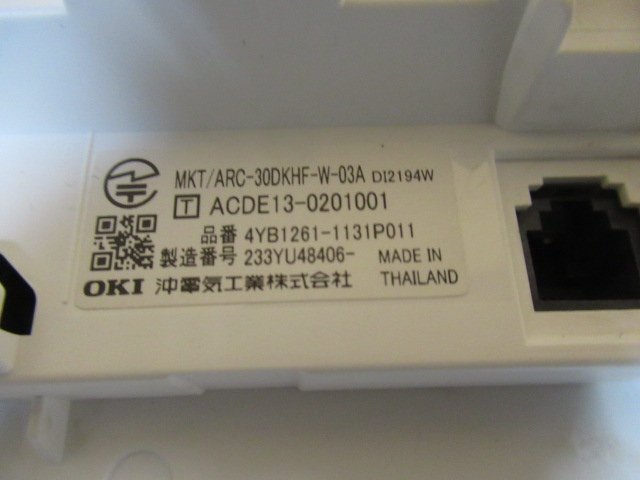 MKT/ARC-30DKHF-W-03A DI2194W
T ACDE13-0201001
品番 4YB1261-1131P011
製造番号 233YU48406- MADE IN THAILAND
OKI 沖電気工業株式会社